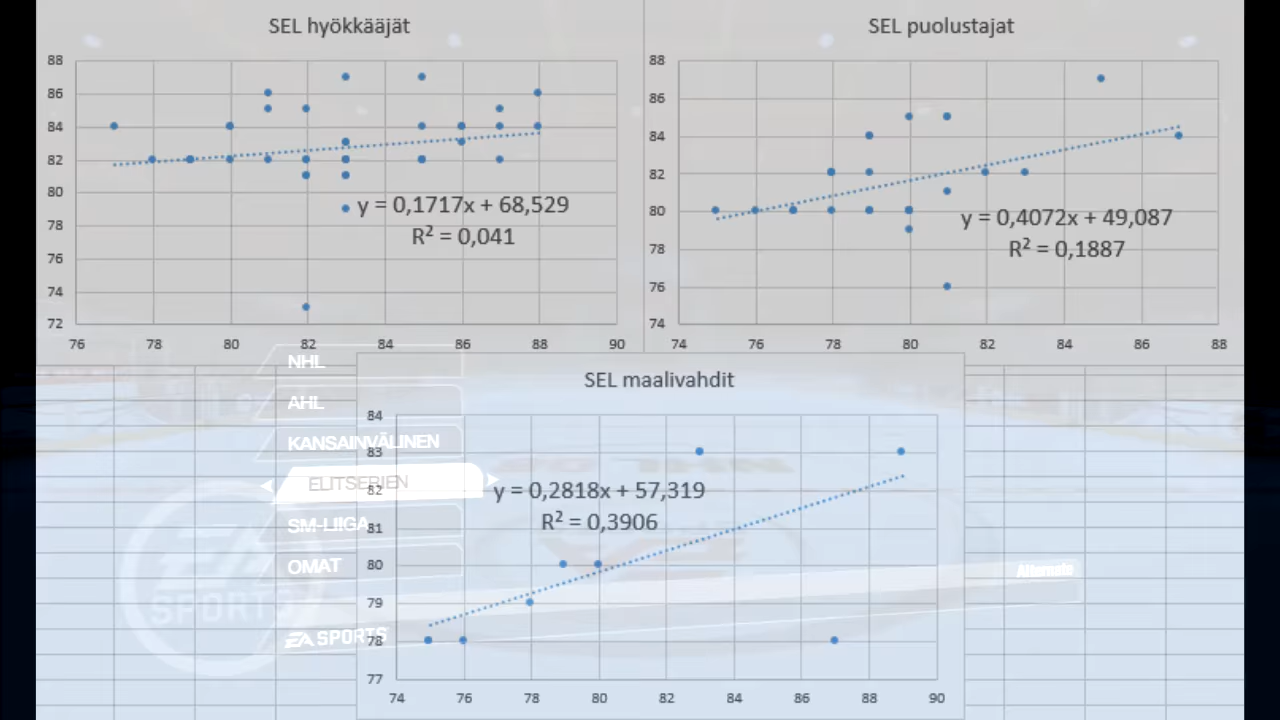 SEL hyökkääjät
88
86
84
82
80
78
76
74
72
y = 0,1717x + 68,529
R² = 0,041
76 78 80 82 84 86 88 90
SEL puolustajat
88
86
84
82
80
78
76
74
y = 0,4072x + 49,087
R² = 0,1887
74 76 78 80 82 84 86 88
NHL
AHL
KANSAINVÄLINEN
ELITSERIEN
SM-LIIGA
OMAT
EA SPORTS
EA
SPORTS
Alternate
SEL maalivahdit
84
83
82
81
80
79
78
77
y = 0,2818x + 57,319
R² = 0,3906
74 76 78 80 82 84 86 88 90